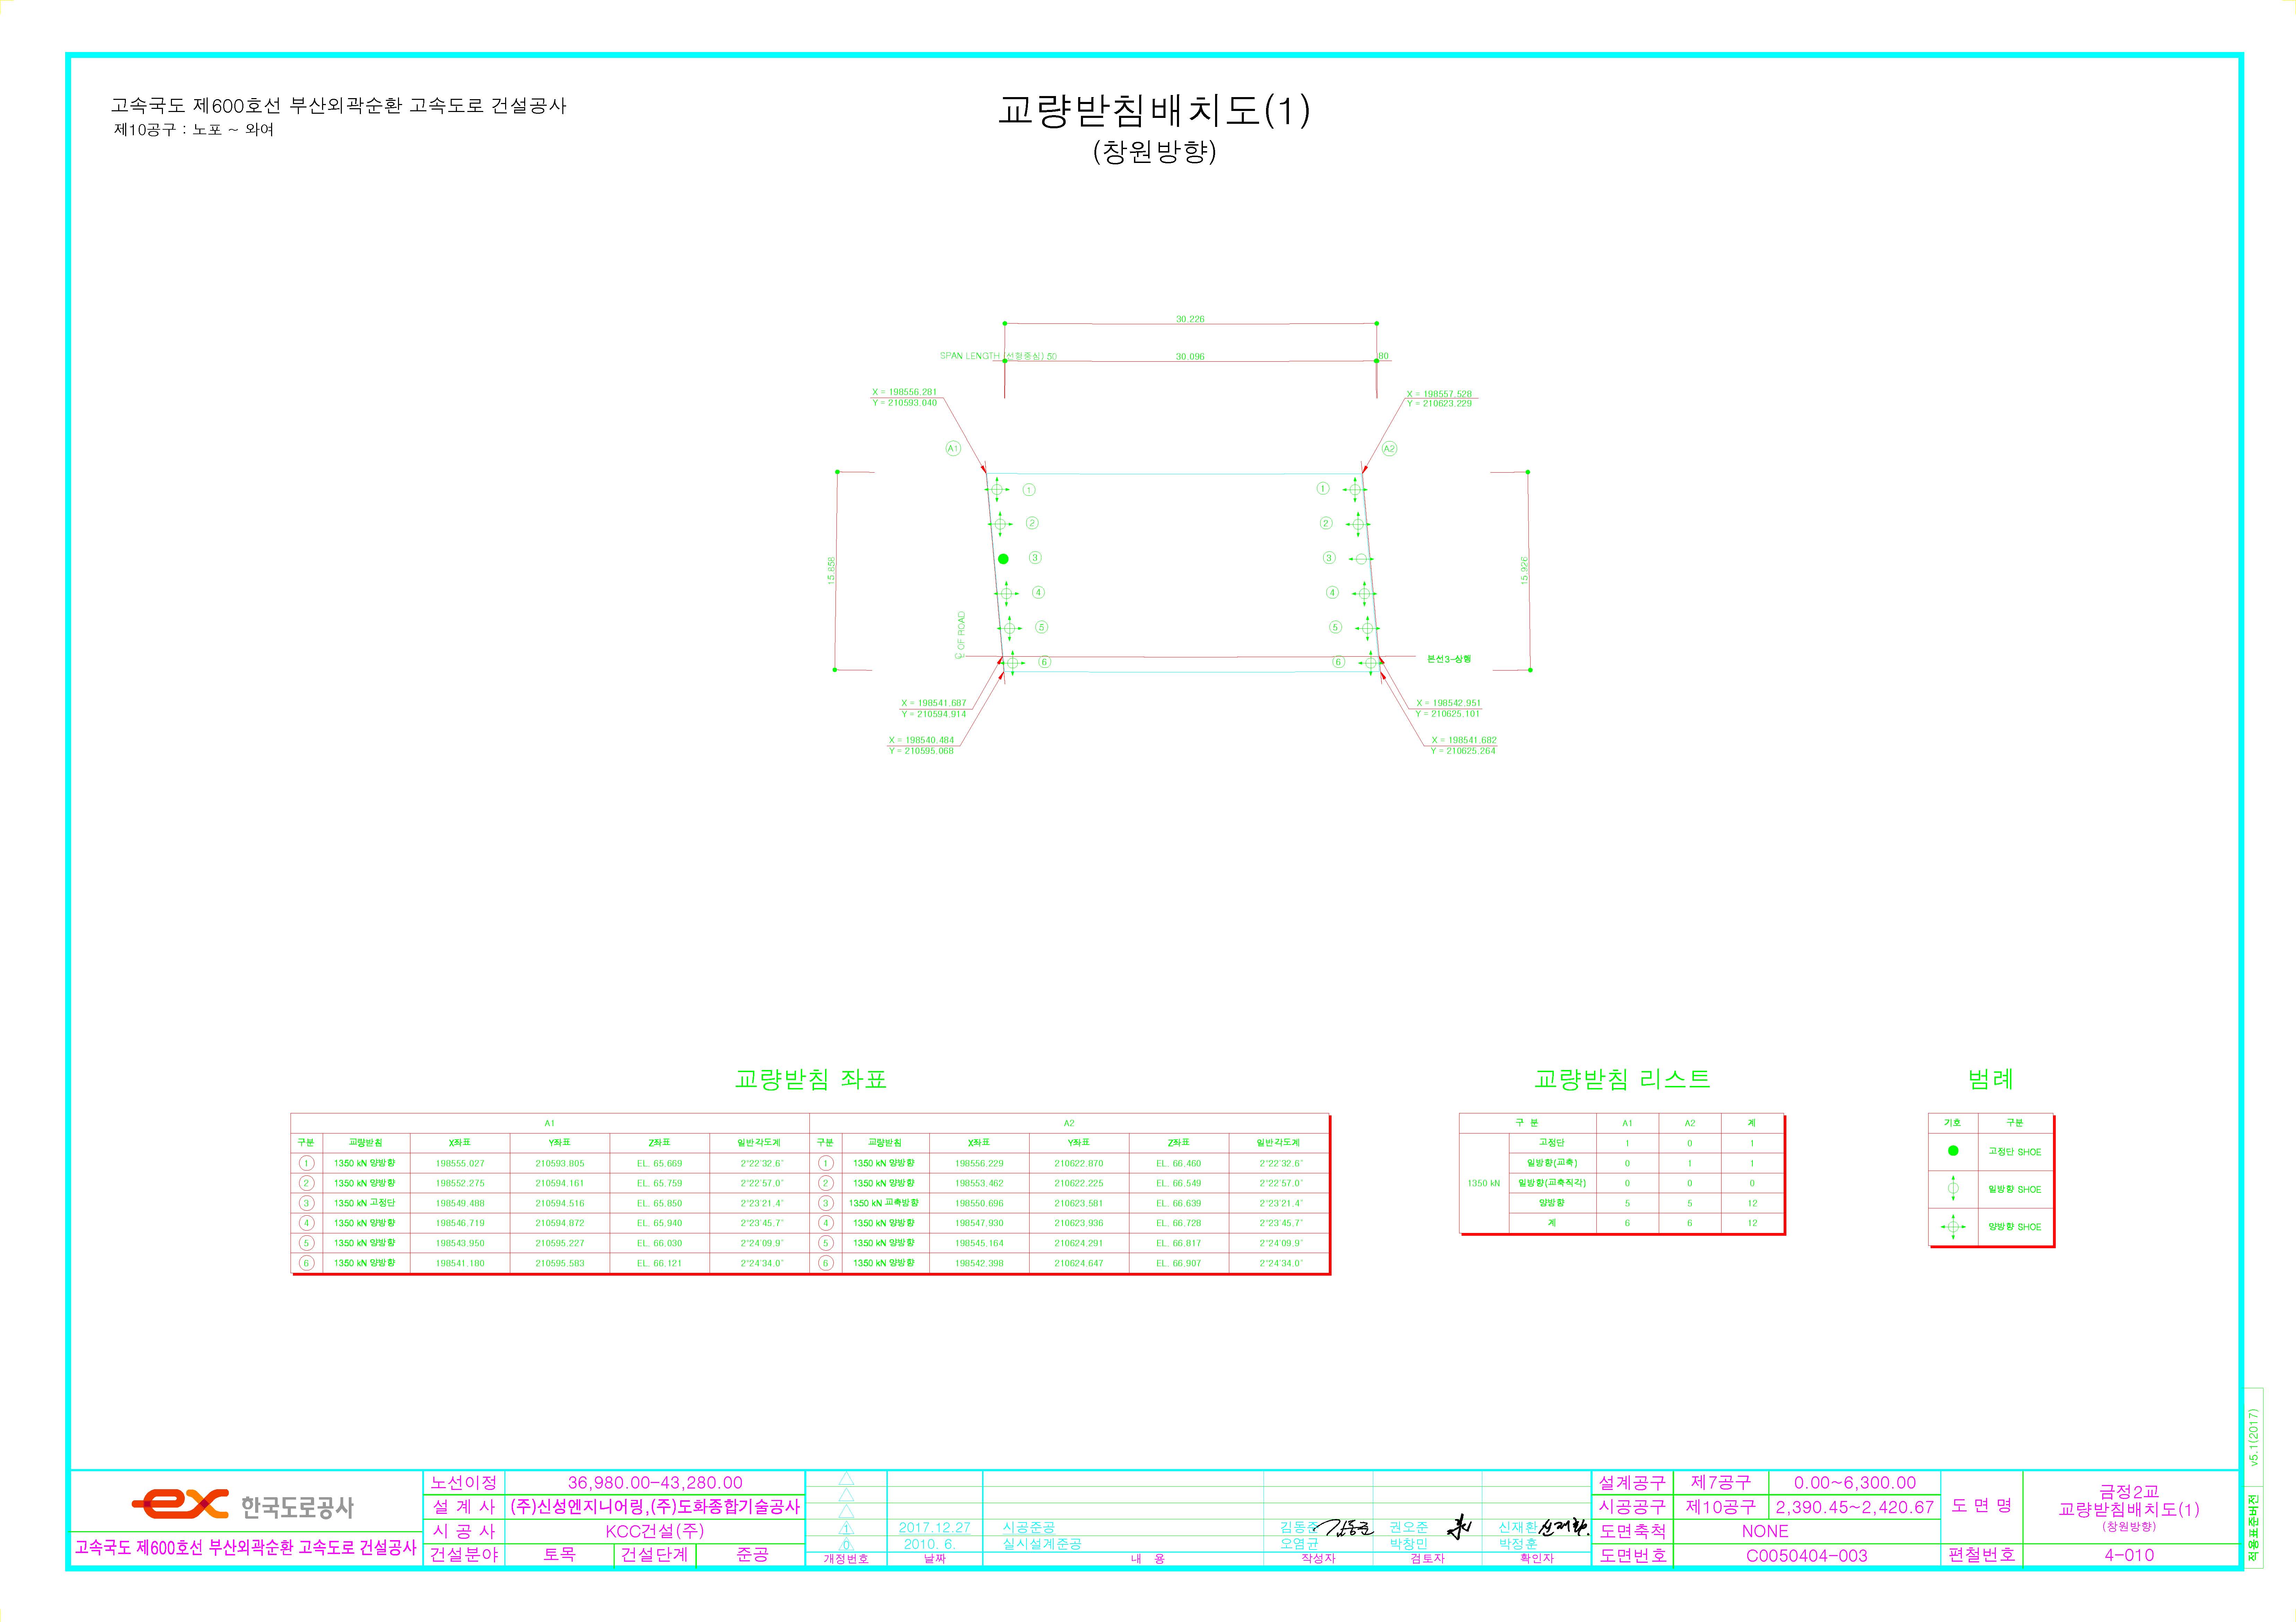 고속국도 제600호선 부산외곽순환 고속도로 건설공사
제10공구 : 노포 ~ 와여
교량받침배치도(1)
(창원방향)
30.226
SPAN LENGTH (선형중심) 50 30.096 80
X = 198556.281
Y = 210593.040
X = 198557.528
Y = 210623.229
A1 A2
1 1
2 2
3 3
4 4
5 5
6 6
15.656
15.926
℄ OF ROAD
본선3-상행
X = 198541.687
Y = 210594.914
X = 198542.951
Y = 210625.101
X = 198540.484
Y = 210595.068
X = 198541.682
Y = 210625.264
교량받침 좌표
A1 A2
구분 교량받침 X좌표 Y좌표 Z좌표 일반각도계 구분 교량받침 X좌표 Y좌표 Z좌표 일반각도계
1 1350 kN 양방향 198555.027 210593.805 EL. 65.669 2°22'32.6" 1 1350 kN 양방향 198556.229 210622.870 EL. 66.460 2°22'32.6"
2 1350 kN 양방향 198552.275 210594.161 EL. 65.759 2°22'57.0" 2 1350 kN 양방향 198553.462 210622.225 EL. 66.549 2°22'57.0"
3 1350 kN 고정단 198549.488 210594.516 EL. 65.850 2°23'21.4" 3 1350 kN 교축방향 198550.696 210623.581 EL. 66.639 2°23'21.4"
4 1350 kN 양방향 198546.719 210594.872 EL. 65.940 2°23'45.7" 4 1350 kN 양방향 198547.930 210623.936 EL. 66.728 2°23'45.7"
5 1350 kN 양방향 198543.950 210595.227 EL. 66.030 2°24'09.9" 5 1350 kN 양방향 198545.164 210624.291 EL. 66.817 2°24'09.9"
6 1350 kN 양방향 198541.180 210595.583 EL. 66.121 2°24'34.0" 6 1350 kN 양방향 198542.398 210624.647 EL. 66.907 2°24'34.0"
교량받침 리스트
구 분 A1 A2 계
1350 kN
고정단 1 0 1
일방향(교축) 0 1 1
일방향(교축직각) 0 0 0
양방향 5 5 12
계 6 6 12
범례
기호 구분
고정단 SHOE
일방향 SHOE
양방향 SHOE
v5.1(2017)
적용표준버전
ex 한국도로공사
고속국도 제600호선 부산외곽순환 고속도로 건설공사
노선이정 36,980.00-43,280.00
설 계 사 (주)신성엔지니어링,(주)도화종합기술공사
시 공 사 KCC건설(주)
건설분야 토목 건설단계 준공
1 2017.12.27 시공준공 김동준 권오준 신재환
0 2010. 6. 실시설계준공 오염균 박창민 박정훈
개정번호 날짜 내 용 작성자 검토자 확인자
설계공구 제7공구 0.00~6,300.00
시공공구 제10공구 2,390.45~2,420.67
도면축척 NONE
도면번호 C0050404-003
도 면 명 금정2교
교량받침배치도(1)
(창원방향)
편철번호 4-010